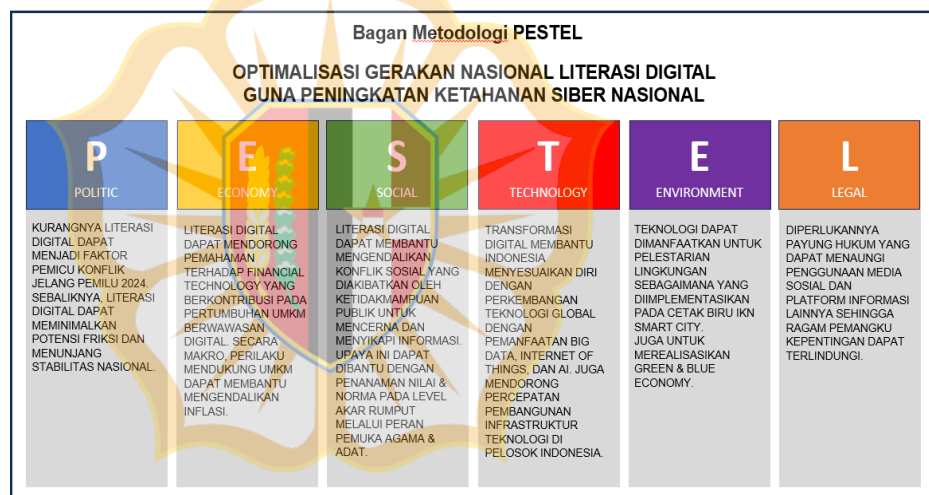 Bagan Metodologi PESTEL
OPTIMALISASI GERAKAN NASIONAL LITERASI DIGITAL
GUNA PENINGKATAN KETAHANAN SIBER NASIONAL
P
POLITIC
KURANGNYA LITERASI
DIGITAL DAPAT
MENJADI FAKTOR
PEMICU KONFLIK
JELANG PEMILU 2024.
SEBALIKNYA, LITERASI
DIGITAL DAPAT
MEMINIMALKAN
POTENSI FRIKSI DAN
MENUNJANG
STABILITAS NASIONAL.
E
ECONOMY
LITERASI DIGITAL
DAPAT MENDORONG
PEMAHAMAN
TERHADAP FINANCIAL
TECHNOLOGY YANG
BERKONTRIBUSI PADA
PERTUMBUHAN UMKM
BERWAWASAN
DIGITAL. SECARA
MAKRO, PERILAKU
MENDUKUNG UMKM
DAPAT MEMBANTU
MENGENDALIKAN
INFLASI.
S
SOCIAL
LITERASI DIGITAL
DAPAT MEMBANTU
MENGENDALIKAN
KONFLIK SOSIAL YANG
DIAKIBATKAN OLEH
KETIDAKMAMPUAN
PUBLIK UNTUK
MENCERNA DAN
MENYIKAPI INFORMASI.
UPAYA INI DAPAT
DIBANTU DENGAN
PENANAMAN NILAI &
NORMA PADA LEVEL
AKAR RUMPUT
MELALUI PERAN
PEMUKA AGAMA &
ADAT.
T
TECHNOLOGY
TRANSFORMASI
DIGITAL MEMBANTU
INDONESIA
MENYESUAIKAN DIRI
DENGAN
PERKEMBANGAN
TEKNOLOGI GLOBAL
DENGAN
PEMANFAATAN BIG
DATA, INTERNET OF
THINGS, DAN AI. JUGA
MENDORONG
PERCEPATAN
PEMBANGUNAN
INFRASTRUKTUR
TEKNOLOGI DI
PELOSOK INDONESIA.
E
ENVIRONMENT
TEKNOLOGI DAPAT
DIMANFAATKAN UNTUK
PELESTARIAN
LINGKUNGAN
SEBAGAIMANA YANG
DIIMPLEMENTASIKAN
PADA CETAK BIRU IKN
SMART CITY.
JUGA UNTUK
MEREALISASIKAN
GREEN & BLUE
ECONOMY.
L
LEGAL
DIPERLUKANNYA
PAYUNG HUKUM YANG
DAPAT MENAUNGI
PENGGUNAAN MEDIA
SOSIAL DAN
PLATFORM INFORMASI
LAINNYA SEHINGGA
RAGAM PEMANGKU
KEPENTINGAN DAPAT
TERLINDUNGI.